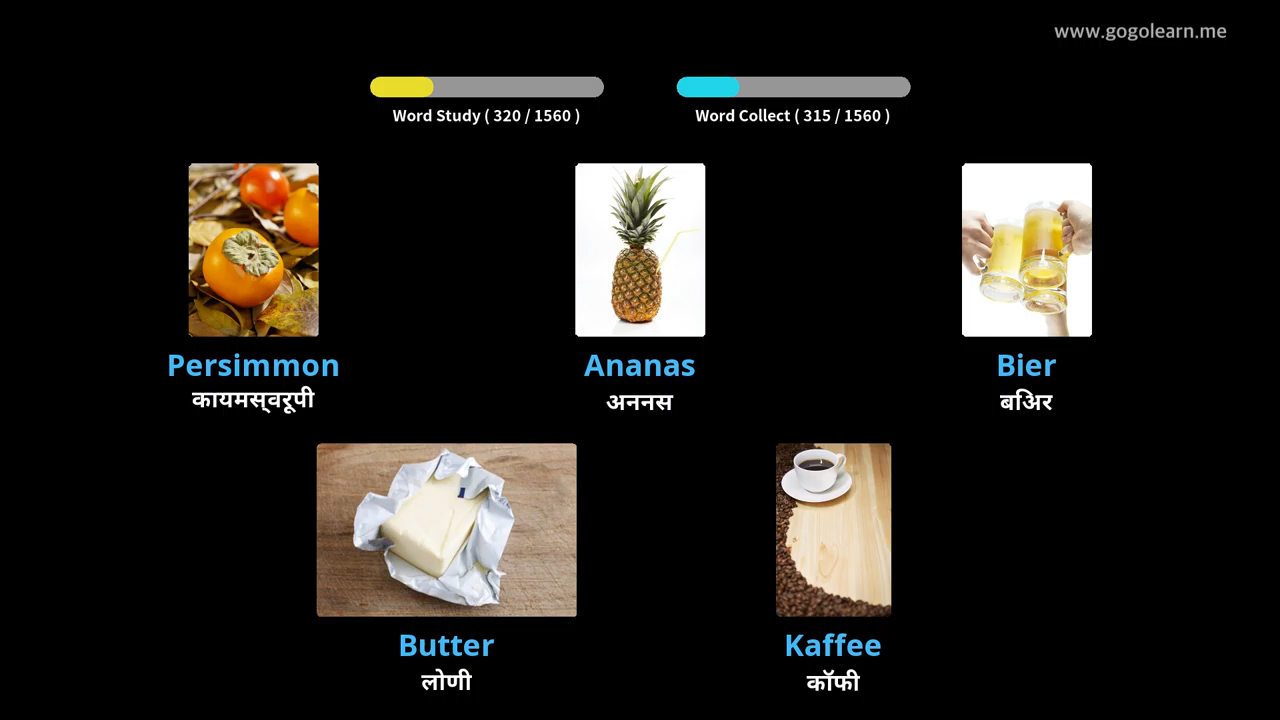 www.gogolearn.me
Word Study ( 320 / 1560 )
Word Collect ( 315 / 1560 )
Persimmon
कायमस्‌वरूपी
Ananas
अननस
Bier
बिअर
Butter
लोणी
Kaffee
कॉफी